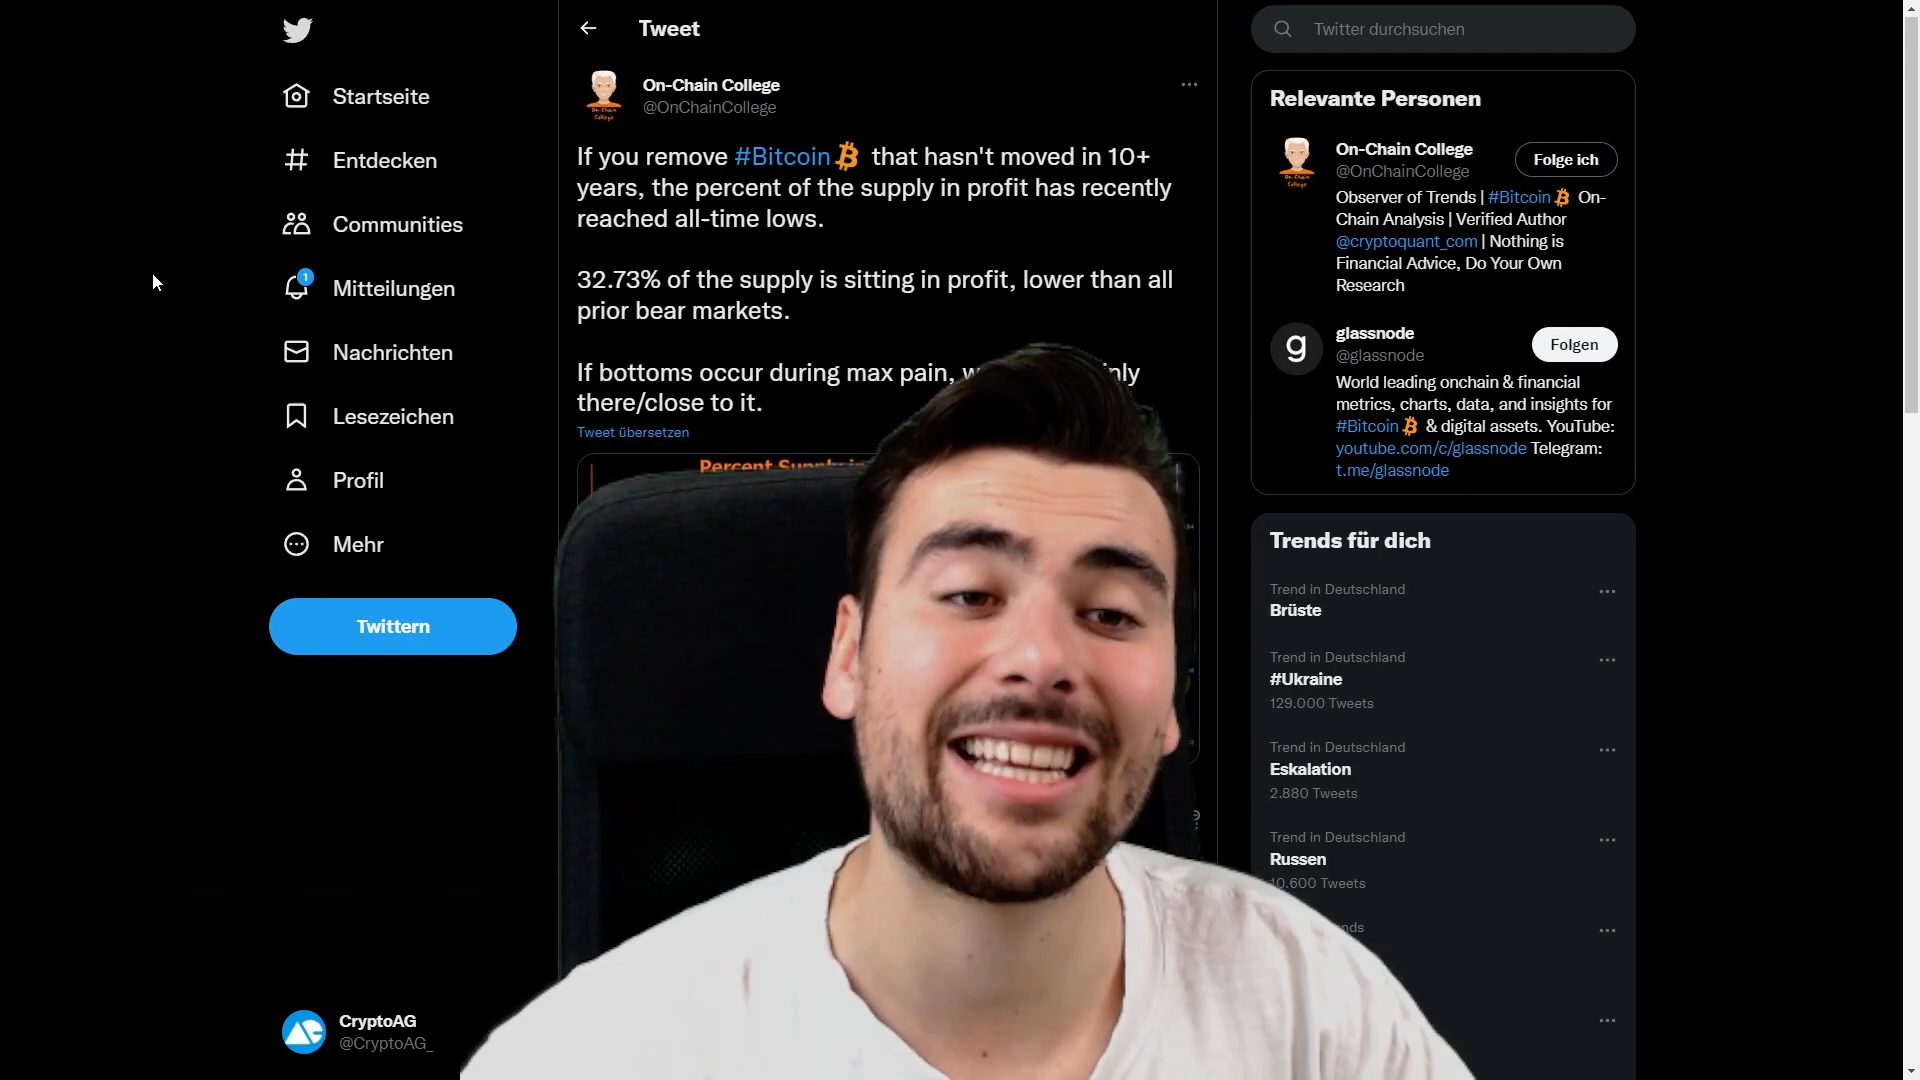 Startseite
Entdecken
Communities
1
Mitteilungen
Nachrichten
Lesezeichen
Profil
Mehr
Twittern
CryptoAG
@CryptoAG_
Tweet
On-Chain College
@OnChainCollege
If you remove #Bitcoin that hasn't moved in 10+
years, the percent of the supply in profit has recently
reached all-time lows.
32.73% of the supply is sitting in profit, lower than all
prior bear markets.
If bottoms occur during max pain,
there/close to it.
Tweet übersetzen
Percent Supply in
Twitter durchsuchen
Relevante Personen
On-Chain College
@OnChainCollege
Folge ich
Observer of Trends | #Bitcoin On-
Chain Analysis | Verified Author
@cryptoquant_com | Nothing is
Financial Advice, Do Your Own
Research
g
glassnode
@glassnode
Folgen
World leading onchain & financial
metrics, charts, data, and insights for
#Bitcoin & digital assets. YouTube:
youtube.com/c/glassnode Telegram:
t.me/glassnode
Trends für dich
Trend in Deutschland
Brüste
Trend in Deutschland
#Ukraine
129.000 Tweets
Trend in Deutschland
Eskalation
2.880 Tweets
Trend in Deutschland
Russen
10.600 Tweets